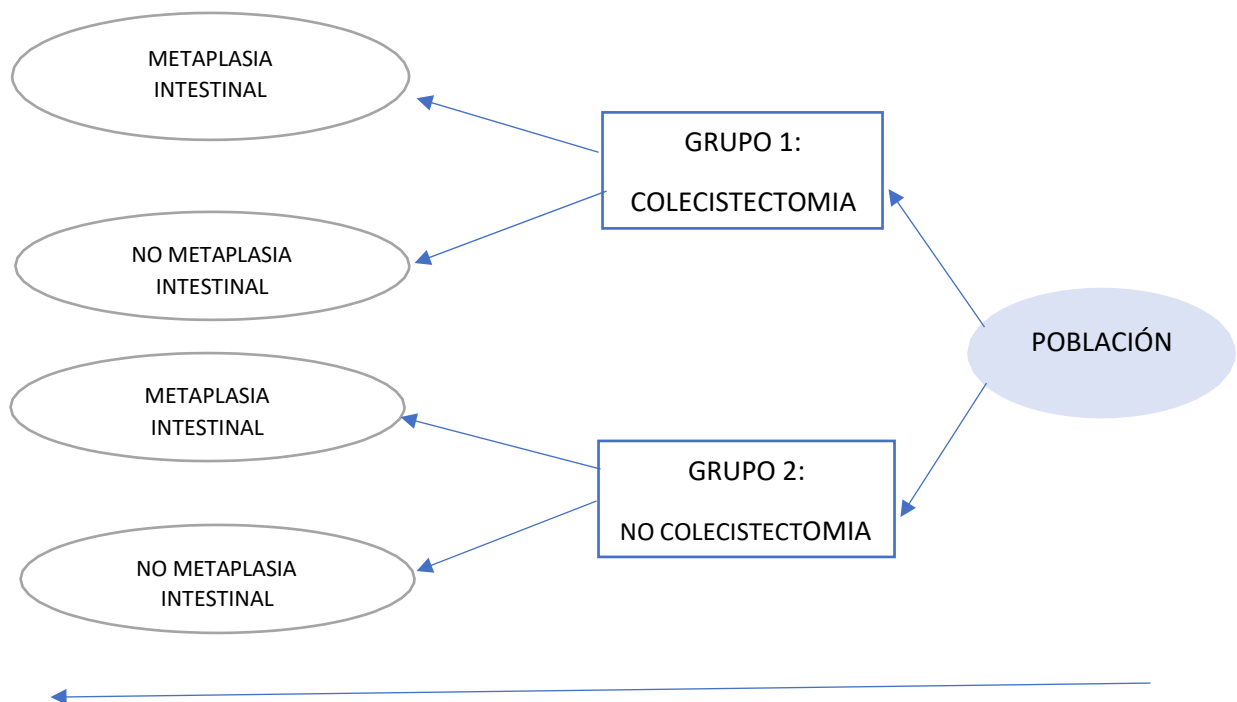 METAPLASIA
INTESTINAL
GRUPO 1:
COLECISTECTOMIA
NO METAPLASIA
INTESTINAL
POBLACIÓN
METAPLASIA
INTESTINAL
GRUPO 2:
NO COLECISTECTOMIA
NO METAPLASIA
INTESTINAL